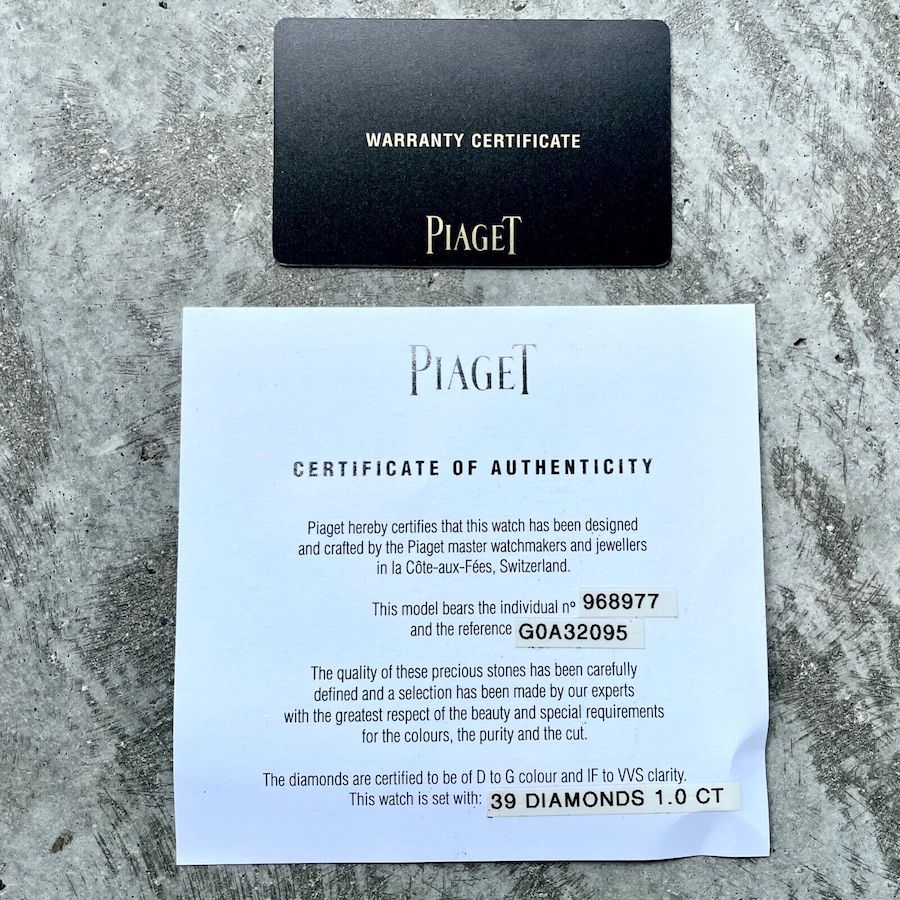 WARRANTY CERTIFICATE
PIAGET
PIAGET
CERTIFICATE OF AUTHENTICITY
Piaget hereby certifies that this watch has been designed
and crafted by the Piaget master watchmakers and jewellers
in la Côte-aux-Fées, Switzerland.
This model bears the individual nº 968977
and the reference G0A32095
The quality of these precious stones has been carefully
defined and a selection has been made by our experts
with the greatest respect of the beauty and special requirements
for the colours, the purity and the cut.
The diamonds are certified to be of D to G colour and IF to VVS clarity.
This watch is set with: 39 DIAMONDS 1.0 CT